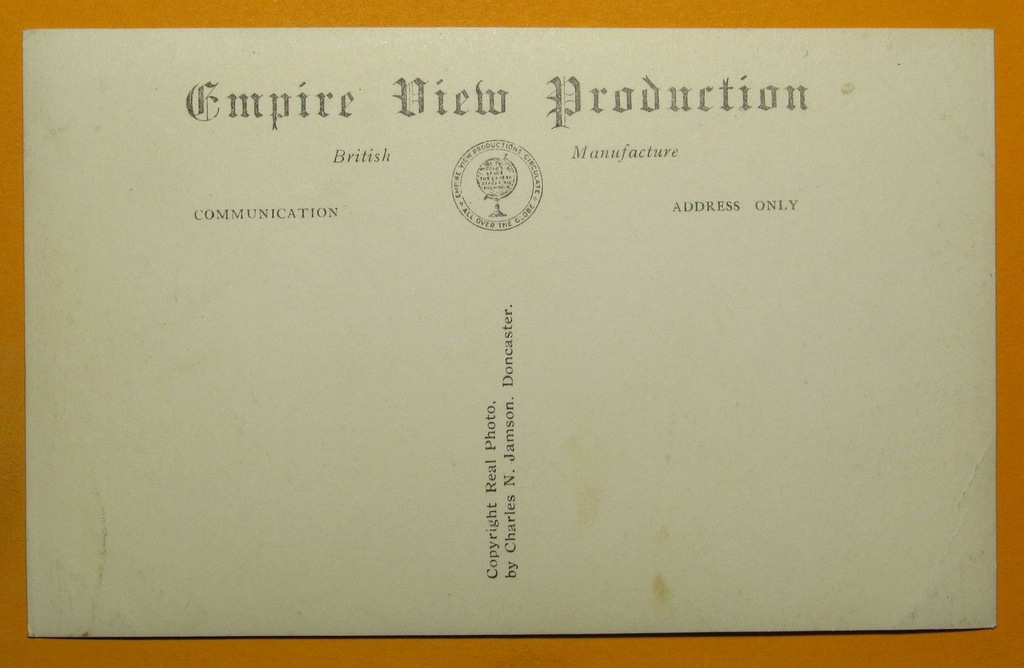 Empire View Production
British Manufacture
EMPIRE VIEW PRODUCTIONS CIRCULATE
ALL OVER THE GLOBE
COMMUNICATION
ADDRESS ONLY
Copyright Real Photo,
by Charles N. Jamson. Doncaster.